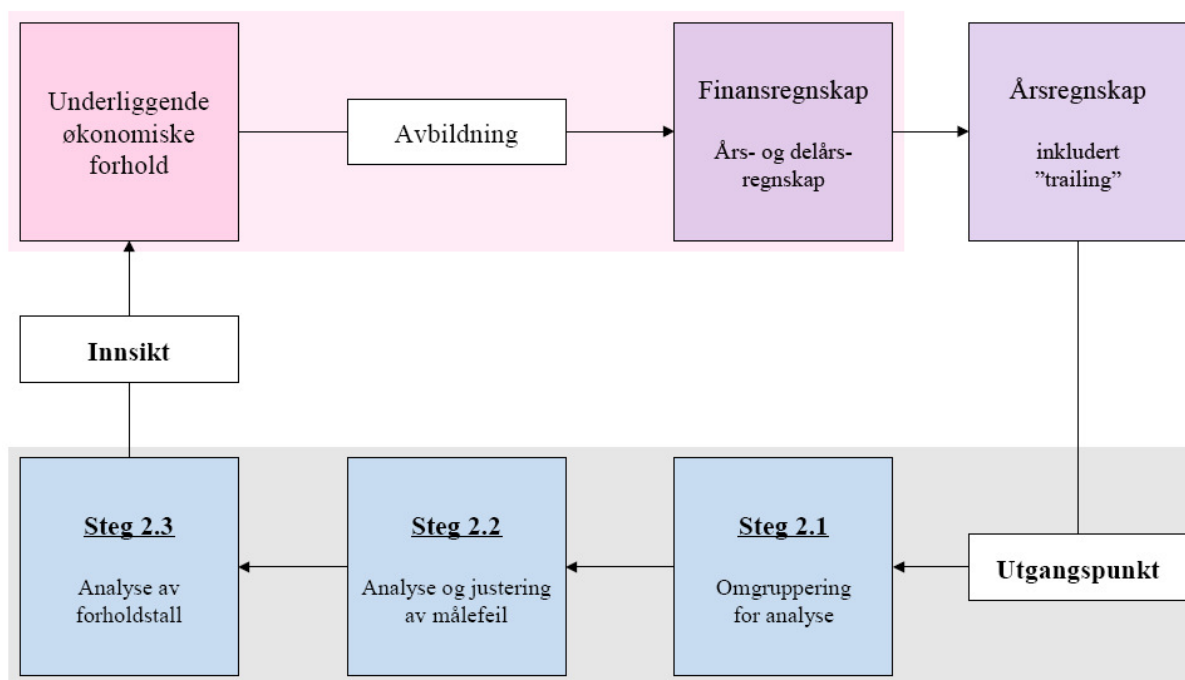 Underliggende
økonomiske
forhold
Avbildning
Finansregnskap
Års- og delårs-
regnskap
Årsregnskap
inkludert
”trailing”
Innsikt
Steg 2.3
Analyse av
forholdstall
Steg 2.2
Analyse og justering
av målefeil
Steg 2.1
Omgruppering
for analyse
Utgangspunkt